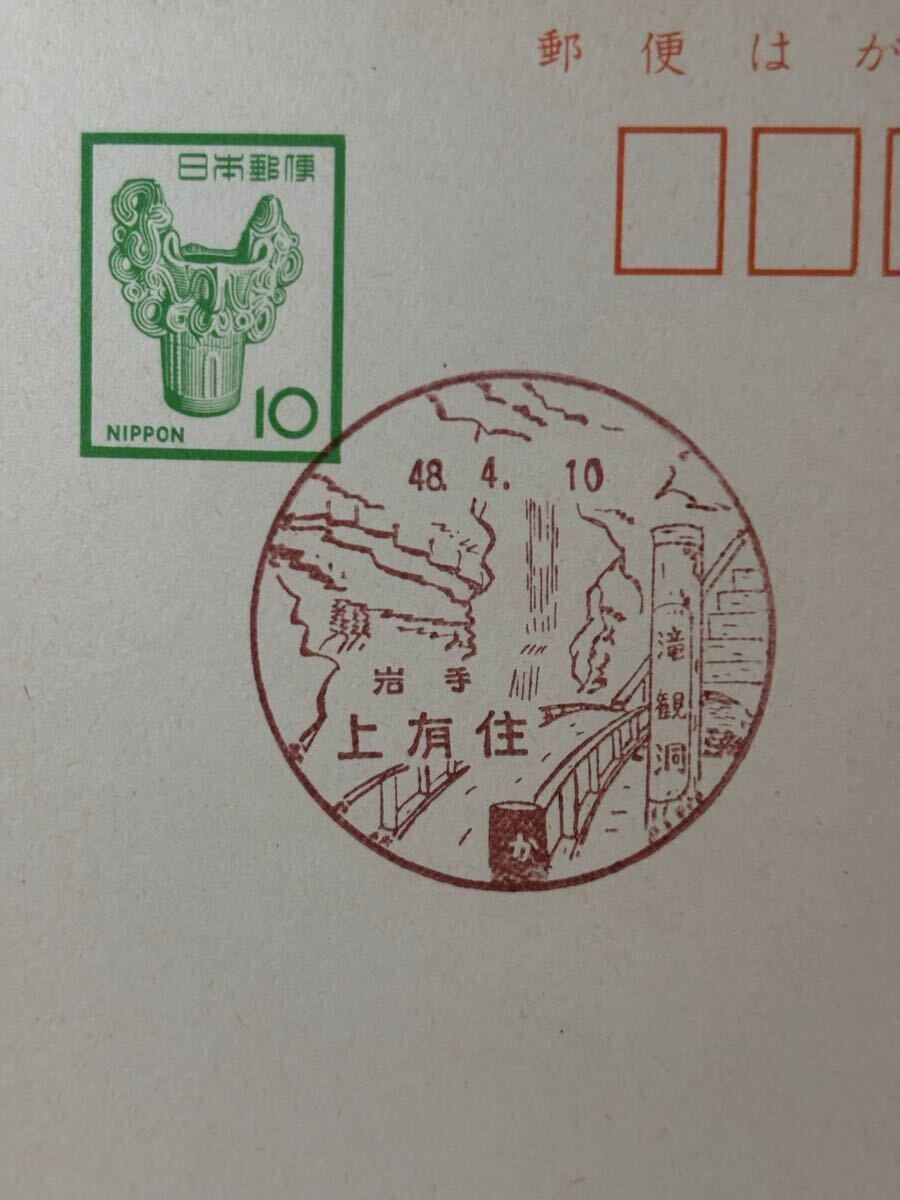 郵便はが
日本郵便
NIPPON 10
48. 4. 10
岩手
上有住
滝観洞
か